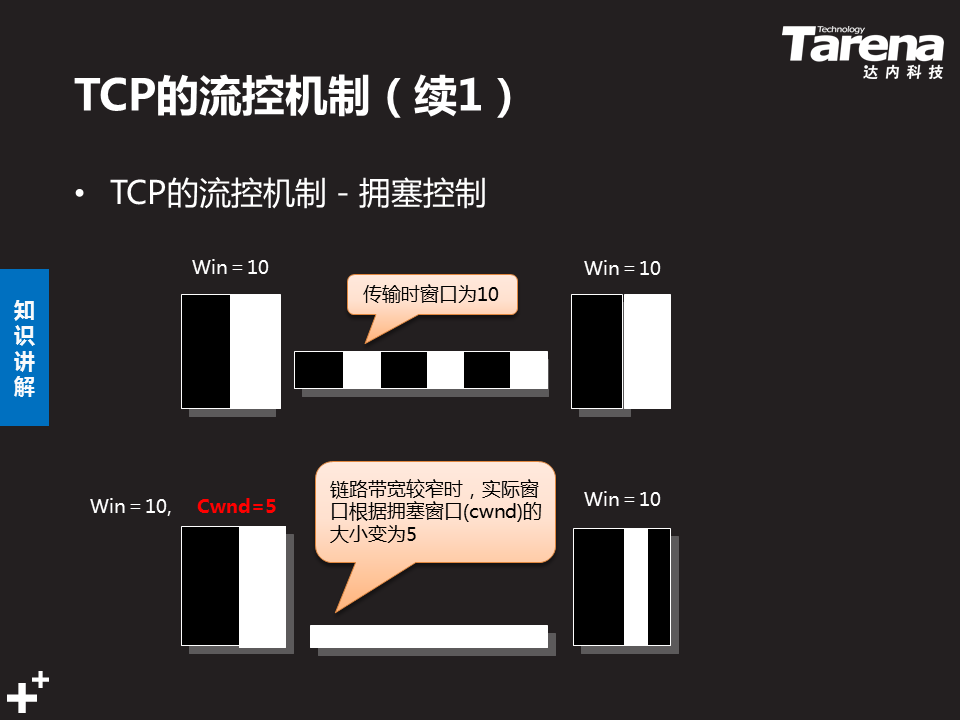 Technology
Tarena
达内科技
TCP的流控机制（续1）
• TCP的流控机制 - 拥塞控制
Win = 10
Win = 10
传输时窗口为10
知识讲解
Win = 10, Cwnd=5
链路带宽较窄时，实际窗
口根据拥塞窗口(cwnd)的
大小变为5
Win = 10